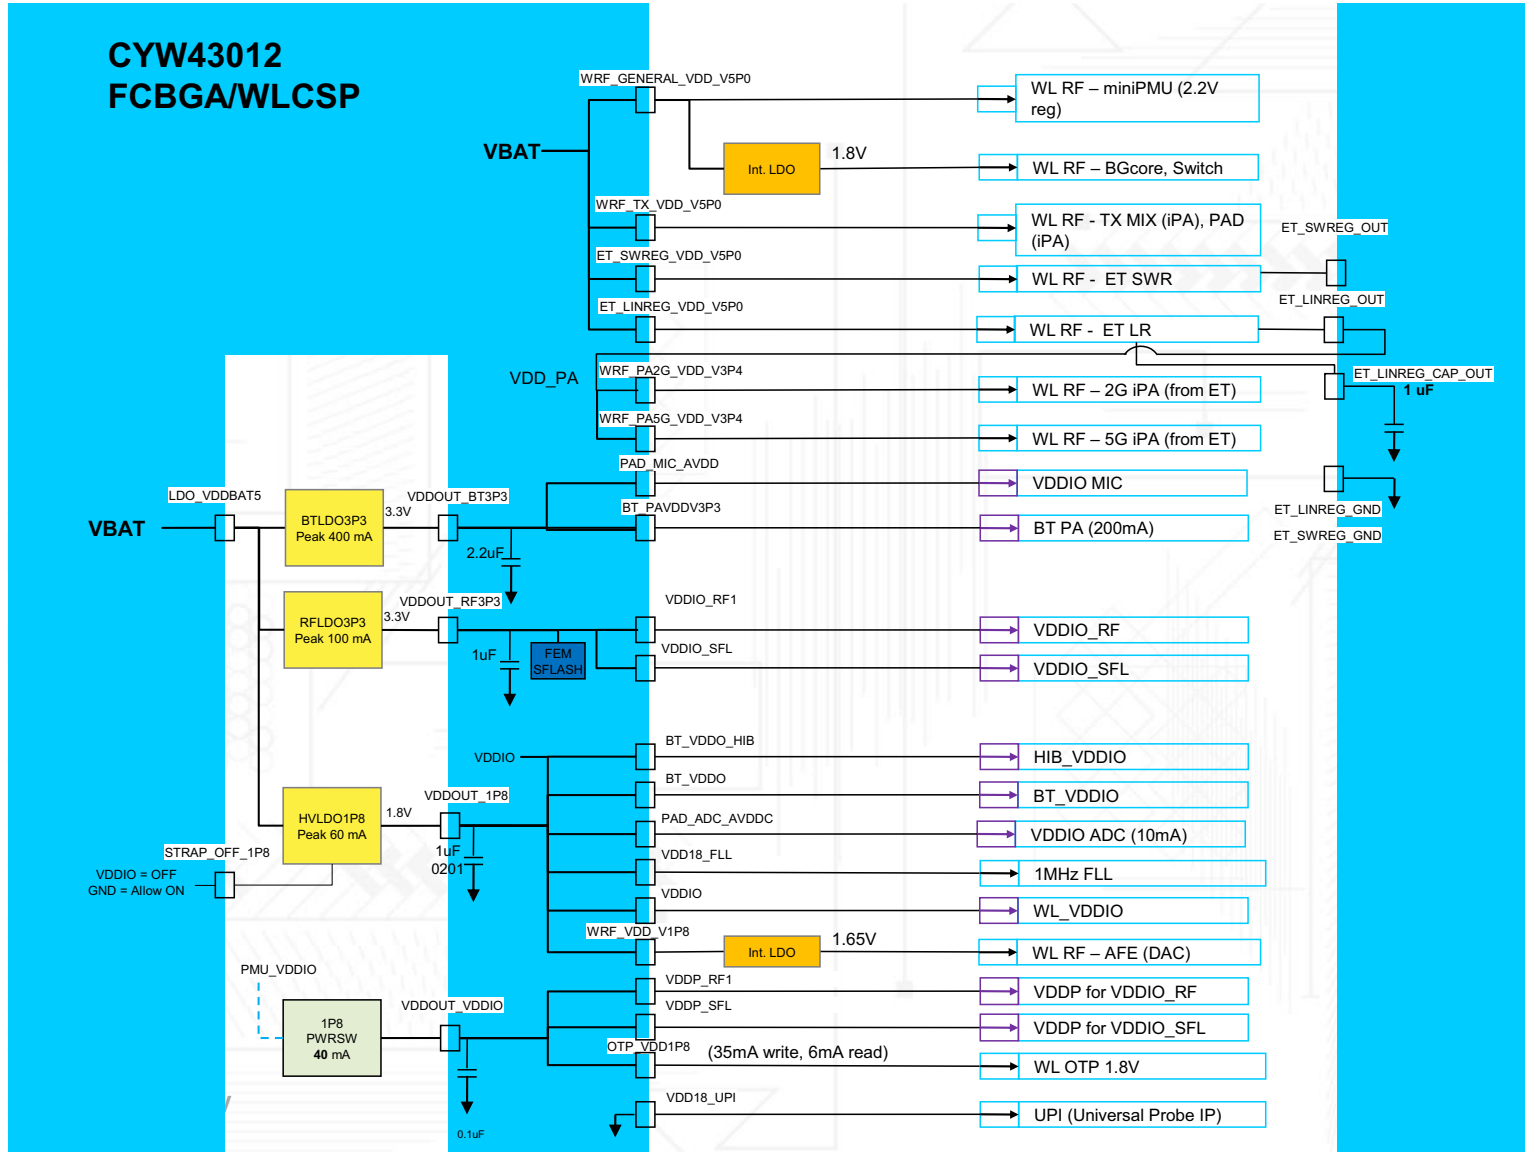 CYW43012
FCBGA/WLCSP
WRF_GENERAL_VDD_V5P0
WL RF – miniPMU (2.2V
reg)
VBAT
Int. LDO
1.8V
WL RF – BGcore, Switch
WRF_TX_VDD_V5P0
WL RF - TX MIX (iPA), PAD
(iPA)
ET_SWREG_OUT
ET_SWREG_VDD_V5P0
WL RF - ET SWR
ET_LINREG_OUT
ET_LINREG_VDD_V5P0
WL RF - ET LR
VDD_PA
WRF_PA2G_VDD_V3P4
WL RF – 2G iPA (from ET)
ET_LINREG_CAP_OUT
1 uF
WRF_PA5G_VDD_V3P4
WL RF – 5G iPA (from ET)
PAD_MIC_AVDD
VDDIO MIC
LDO_VDDBAT5
VDDOUT_BT3P3
BT_PAVDDV3P3
ET_LINREG_GND
ET_SWREG_GND
VBAT
BTLDO3P3
Peak 400 mA
3.3V
BT PA (200mA)
2.2uF
VDDOUT_RF3P3
VDDIO_RF1
RFLDO3P3
Peak 100 mA
3.3V
VDDIO_RF
1uF
FEM
SFLASH
VDDIO_SFL
VDDIO_SFL
BT_VDDO_HIB
VDDIO
HIB_VDDIO
BT_VDDO
BT_VDDIO
VDDOUT_1P8
HVLDO1P8
Peak 60 mA
1.8V
PAD_ADC_AVDDC
VDDIO ADC (10mA)
1uF
0201
STRAP_OFF_1P8
VDDIO = OFF
GND = Allow ON
VDD18_FLL
1MHz FLL
VDDIO
WL_VDDIO
WRF_VDD_V1P8
Int. LDO
1.65V
WL RF – AFE (DAC)
PMU_VDDIO
VDDP_RF1
VDDP for VDDIO_RF
VDDOUT_VDDIO
VDDP_SFL
VDDP for VDDIO_SFL
1P8
PWRSW
40 mA
OTP_VDD1P8
(35mA write, 6mA read)
WL OTP 1.8V
0.1uF
VDD18_UPI
UPI (Universal Probe IP)